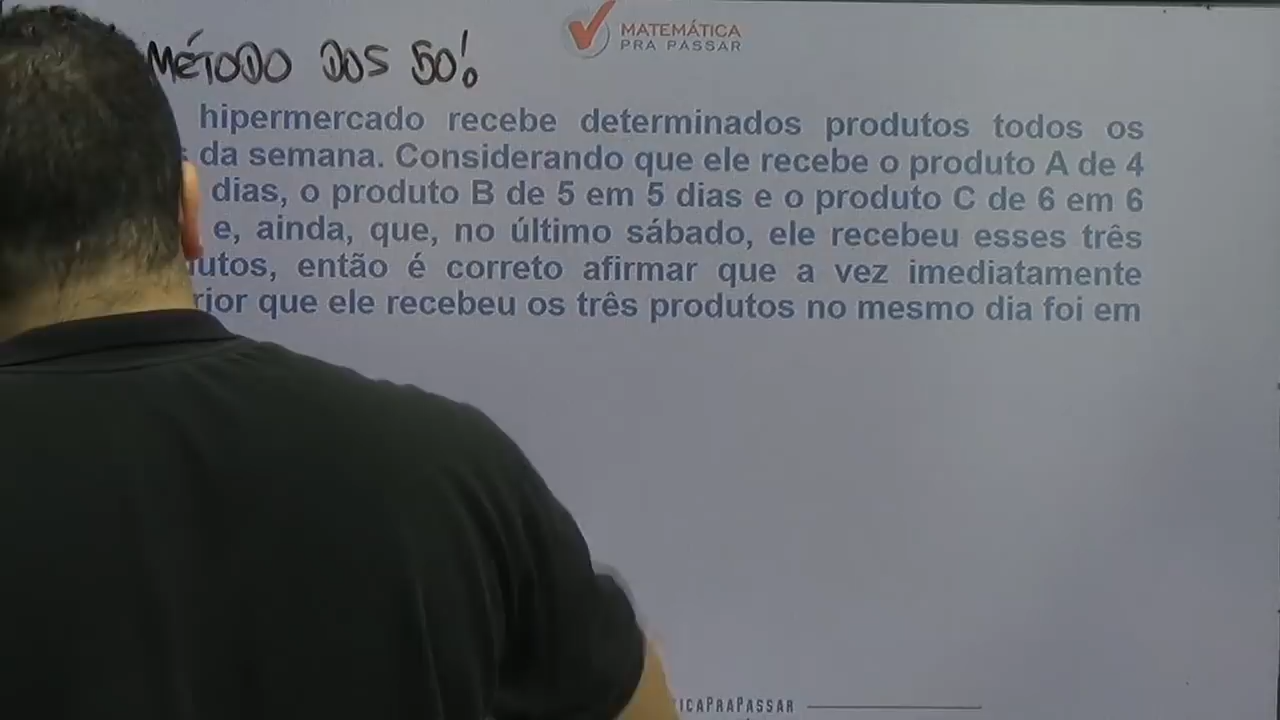 MATEMÁTICA
PRA PASSAR
MÉTODO DOS 50!
hipermercado recebe determinados produtos todos os
da semana. Considerando que ele recebe o produto A de 4
dias, o produto B de 5 em 5 dias e o produto C de 6 em 6
e, ainda, que, no último sábado, ele recebeu esses três
utos, então é correto afirmar que a vez imediatamente
rior que ele recebeu os três produtos no mesmo dia foi em
ICAPRAPASSAR